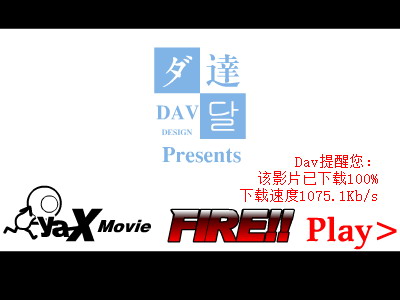 ダ 達
DAV 달
DESIGN
Presents
Dav提醒您：
该影片已下载100%
下载速度1075.1Kb/s
yaX Movie
FIRE!!
Play>